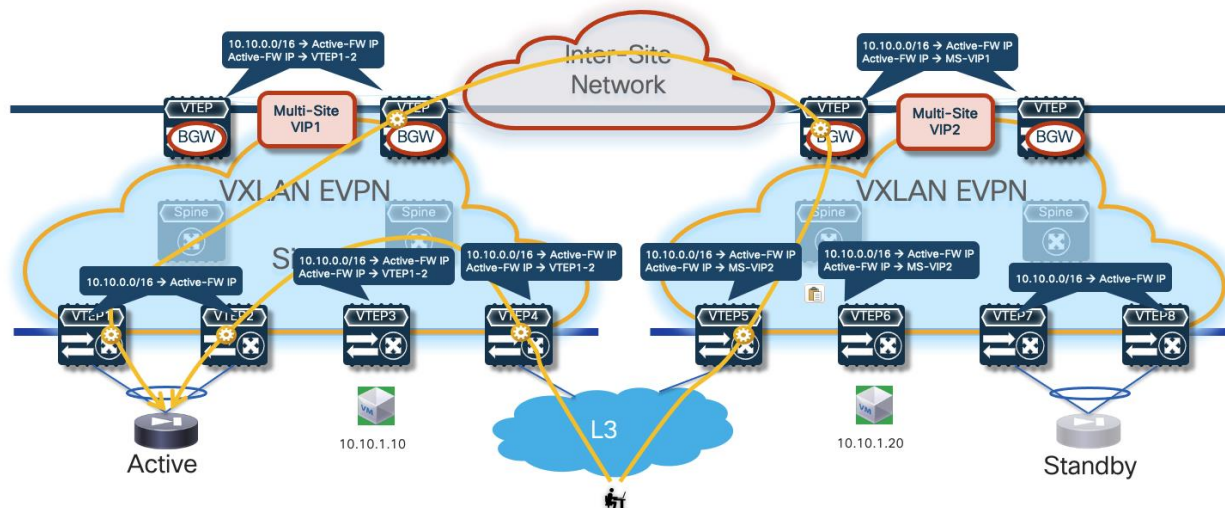 10.10.0.0/16 → Active-FW IP
Active-FW IP → VTEP1-2
Inter-Site
Network
10.10.0.0/16 → Active-FW IP
Active-FW IP → MS-VIP1
VTEP
Multi-Site
VIP1
VTEP
VTEP
Multi-Site
VIP2
VTEP
BGW
BGW
BGW
BGW
VXLAN EVPN
VXLAN EVPN
Spine
Spine
Spine
Spine
10.10.0.0/16 → Active-FW IP
10.10.0.0/16 → Active-FW IP
Active-FW IP → VTEP1-2
10.10.0.0/16 → Active-FW IP
Active-FW IP → VTEP1-2
10.10.0.0/16 → Active-FW IP
Active-FW IP → MS-VIP2
10.10.0.0/16 → Active-FW IP
Active-FW IP → MS-VIP2
10.10.0.0/16 → Active-FW IP
VTEP1
VTEP2
VTEP3
VTEP4
VTEP5
VTEP6
VTEP7
VTEP8
VM
VM
L3
10.10.1.10
10.10.1.20
Active
Standby